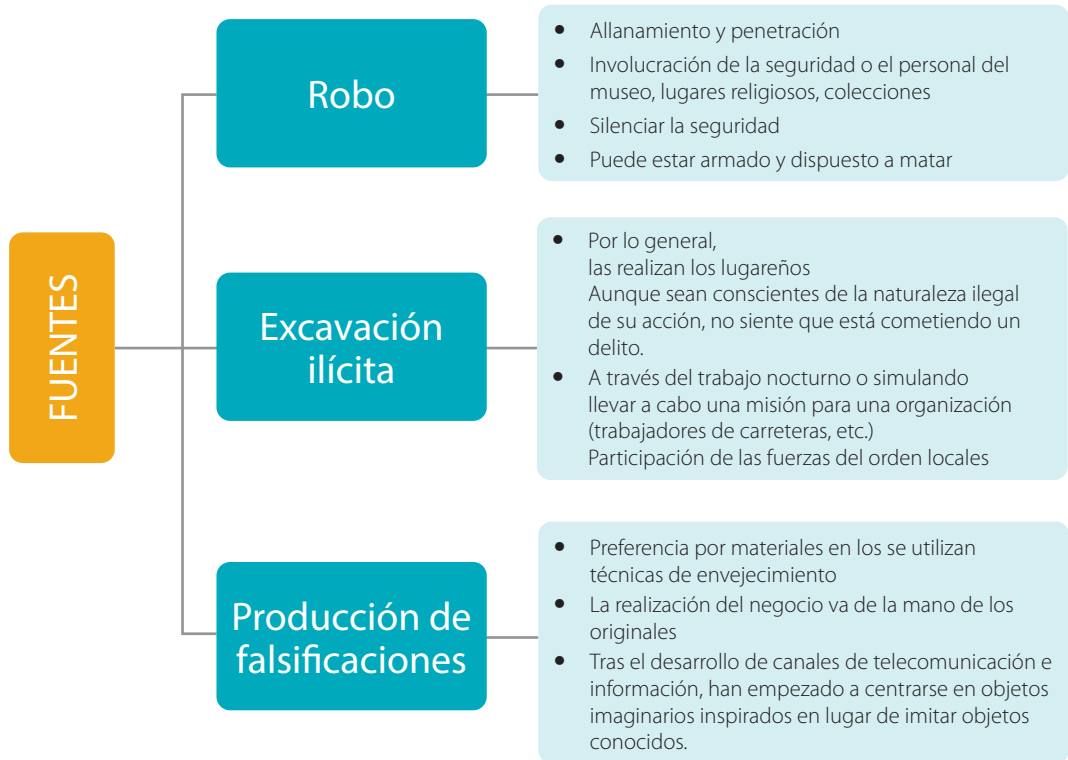 FUENTES
Robo
• Allanamiento y penetración
• Involucración de la seguridad o el personal del
museo, lugares religiosos, colecciones
• Silenciar la seguridad
• Puede estar armado y dispuesto a matar
Excavación
ilícita
• Por lo general,
las realizan los lugareños
Aunque sean conscientes de la naturaleza ilegal
de su acción, no siente que está cometiendo un
delito.
• A través del trabajo nocturno o simulando
llevar a cabo una misión para una organización
(trabajadores de carreteras, etc.)
Participación de las fuerzas del orden locales
Producción de
falsificaciones
• Preferencia por materiales en los se utilizan
técnicas de envejecimiento
• La realización del negocio va de la mano de los
originales
• Tras el desarrollo de canales de telecomunicación e
información, han empezado a centrarse en objetos
imaginarios inspirados en lugar de imitar objetos
conocidos.